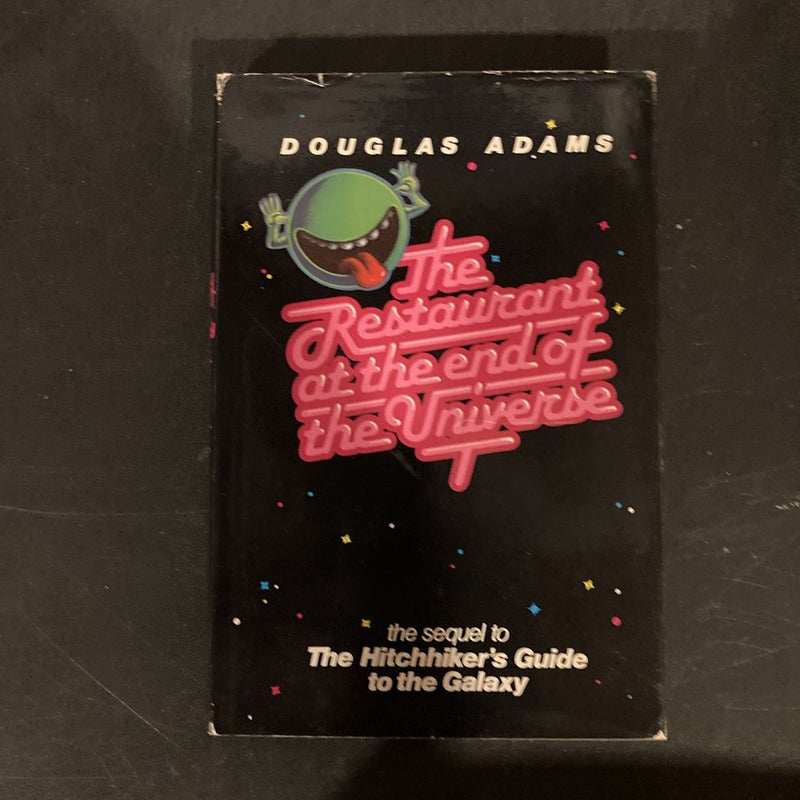 DOUGLAS ADAMS
The
Restaurant
at the end of
the Universe
the sequel to
The Hitchhiker's Guide
to the Galaxy